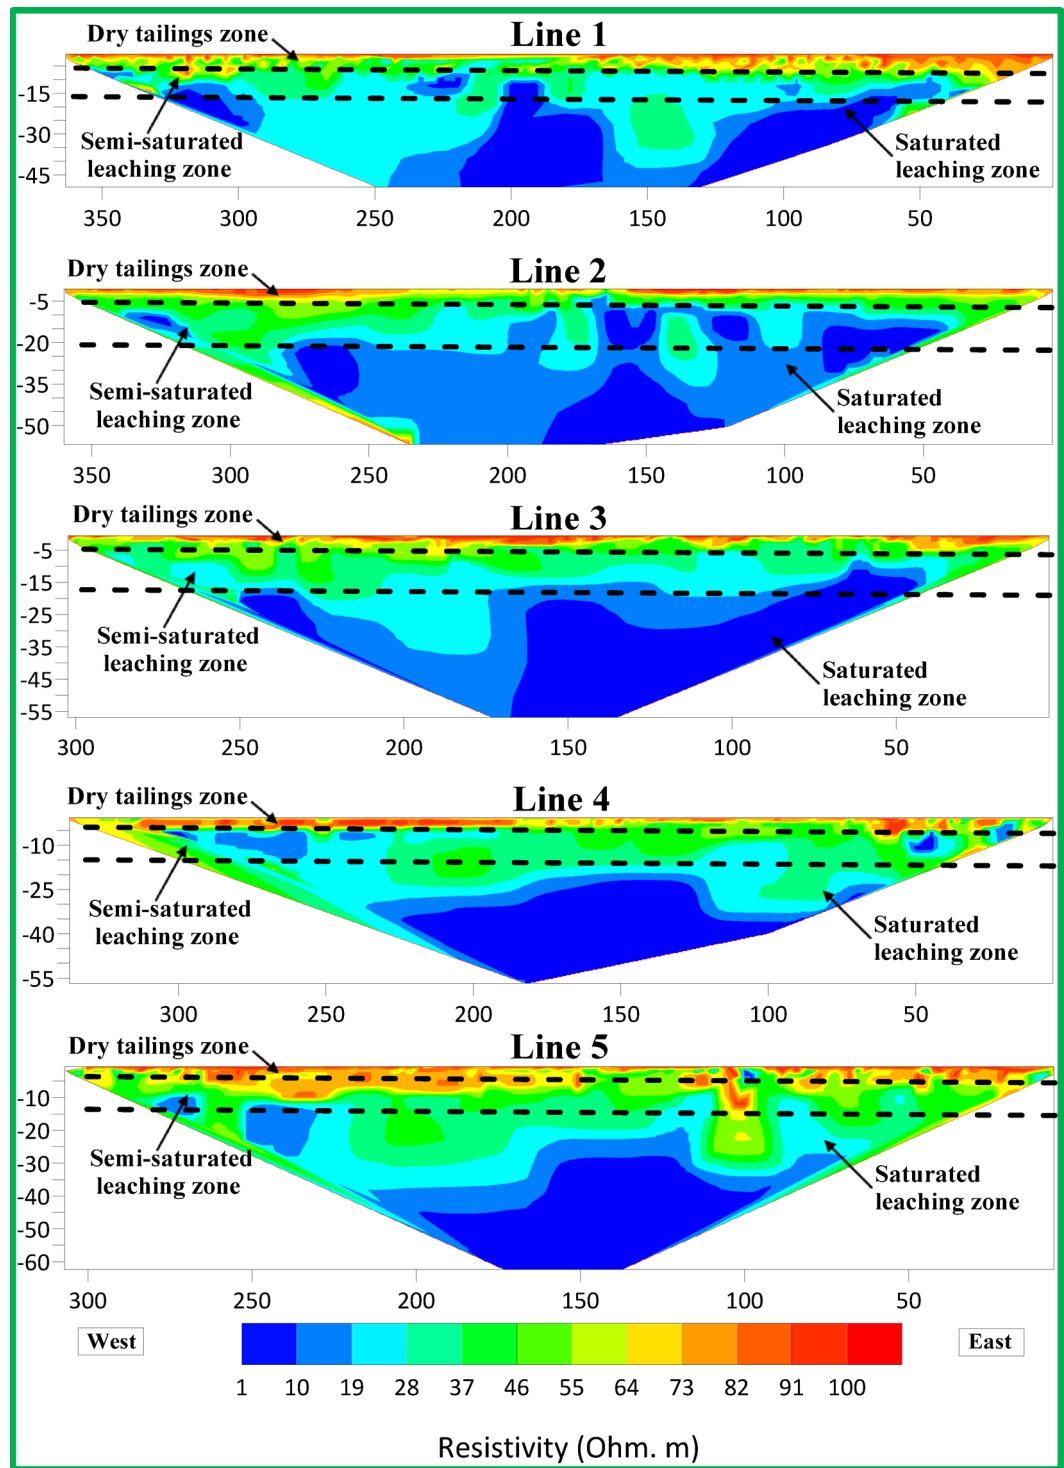 Line 1
Dry tailings zone
-15
-30
-45
Semi-saturated
leaching zone
Saturated
leaching zone
350 300 250 200 150 100 50
Line 2
Dry tailings zone
-5
-20
-35
-50
Semi-saturated
leaching zone
Saturated
leaching zone
350 300 250 200 150 100 50
Line 3
Dry tailings zone
-5
-15
-25
-35
-45
-55
Semi-saturated
leaching zone
Saturated
leaching zone
300 250 200 150 100 50
Line 4
Dry tailings zone
-10
-25
-40
-55
Semi-saturated
leaching zone
Saturated
leaching zone
300 250 200 150 100 50
Line 5
Dry tailings zone
-10
-20
-30
-40
-50
-60
Semi-saturated
leaching zone
Saturated
leaching zone
300 250 200 150 100 50
West East
1 10 19 28 37 46 55 64 73 82 91 100
Resistivity (Ohm. m)